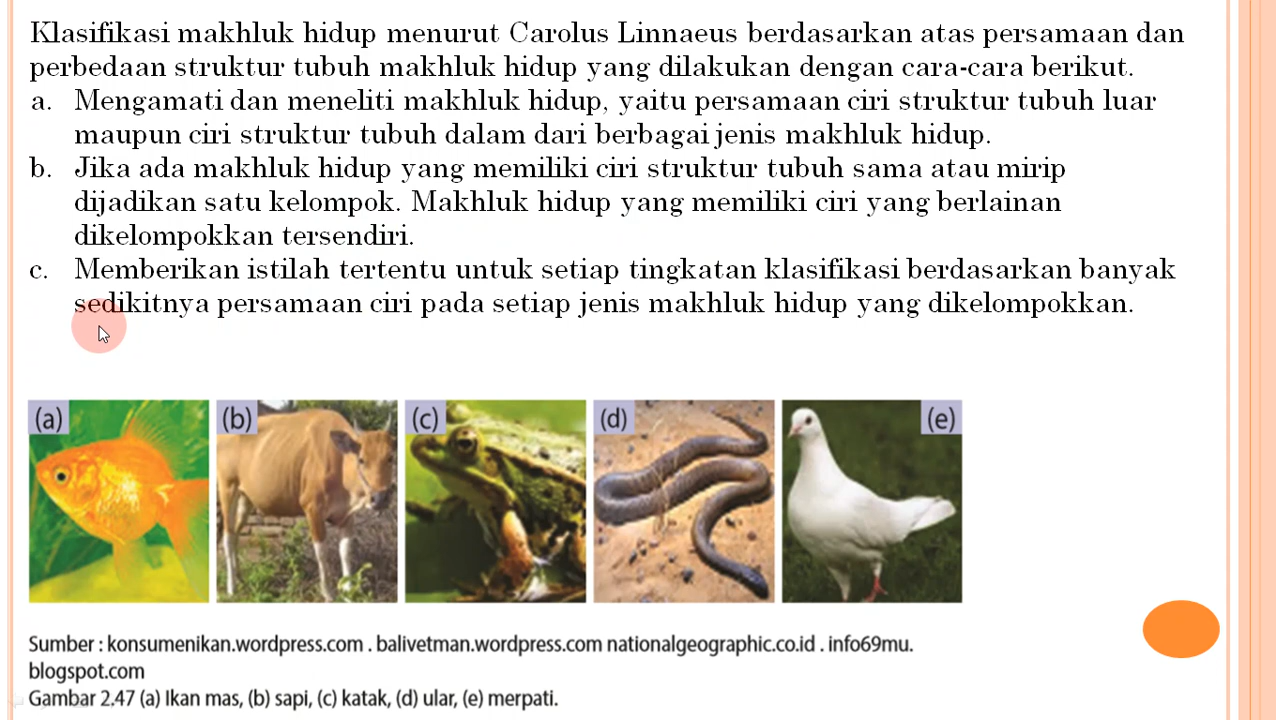 Klasifikasi makhluk hidup menurut Carolus Linnaeus berdasarkan atas persamaan dan
perbedaan struktur tubuh makhluk hidup yang dilakukan dengan cara-cara berikut.
a. Mengamati dan meneliti makhluk hidup, yaitu persamaan ciri struktur tubuh luar
maupun ciri struktur tubuh dalam dari berbagai jenis makhluk hidup.
b. Jika ada makhluk hidup yang memiliki ciri struktur tubuh sama atau mirip
dijadikan satu kelompok. Makhluk hidup yang memiliki ciri yang berlainan
dikelompokkan tersendiri.
c. Memberikan istilah tertentu untuk setiap tingkatan klasifikasi berdasarkan banyak
sedikitnya persamaan ciri pada setiap jenis makhluk hidup yang dikelompokkan.
(a) (b) (c) (d) (e)
Sumber : konsumenikan.wordpress.com . balivetman.wordpress.com nationalgeographic.co.id . info69mu.
blogspot.com
Gambar 2.47 (a) Ikan mas, (b) sapi, (c) katak, (d) ular, (e) merpati.